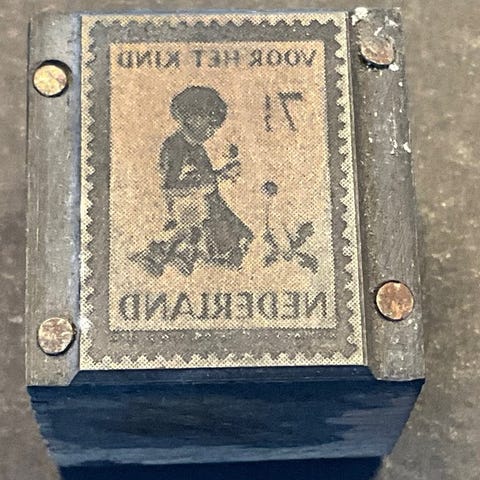 VOOR HET KIND
7½
NEDERLAND